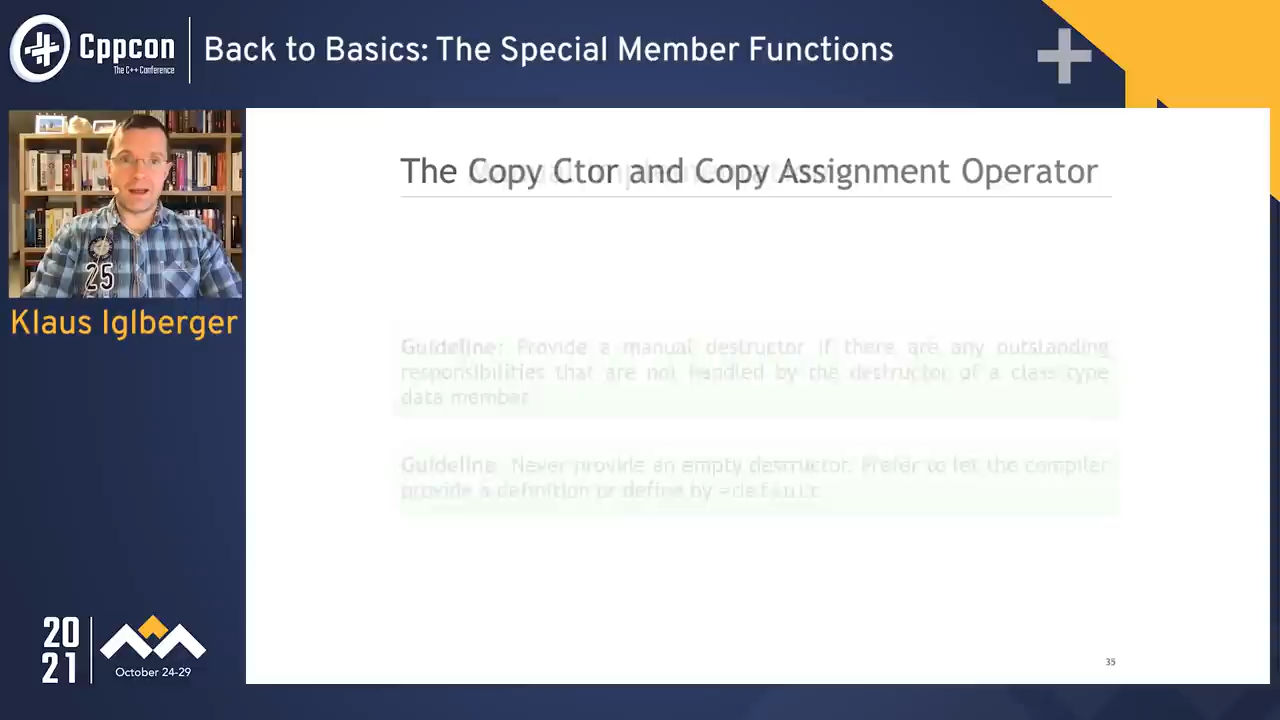 Cppcon
The C++ Conference
Back to Basics: The Special Member Functions
25
Klaus Iglberger
The Copy Ctor and Copy Assignment Operator
Guideline: Provide a manual destructor if there are any outstanding
responsibilities that are not handled by the destructor of a class type
data member.
Guideline: Never provide an empty destructor. Prefer to let the compiler
provide a definition or define by =default.
35
20
21
October 24-29